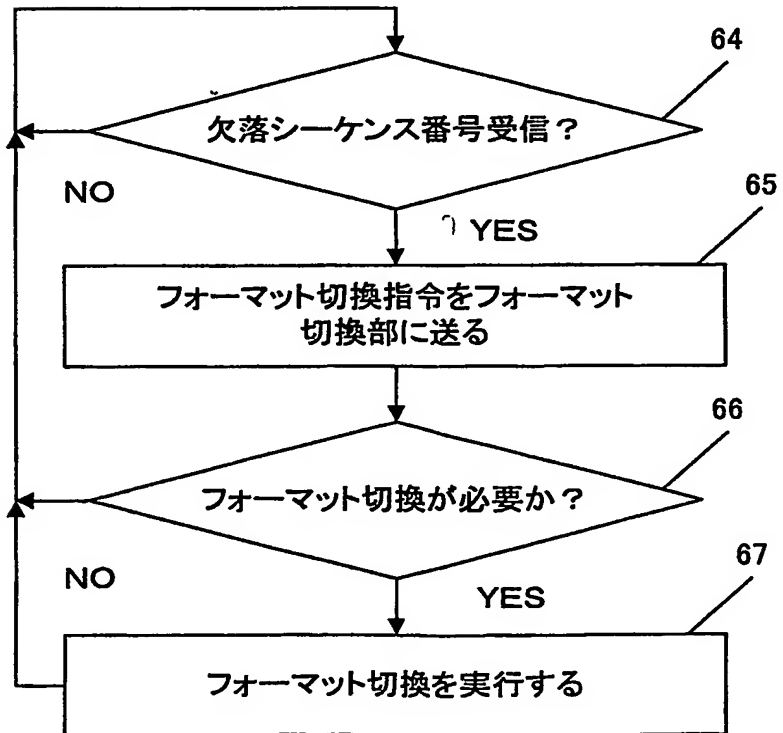 64
欠落シーケンス番号受信？
NO
YES
65
フォーマット切換指令をフォーマット
切換部に送る
66
フォーマット切換が必要か？
NO
YES
67
フォーマット切換を実行する